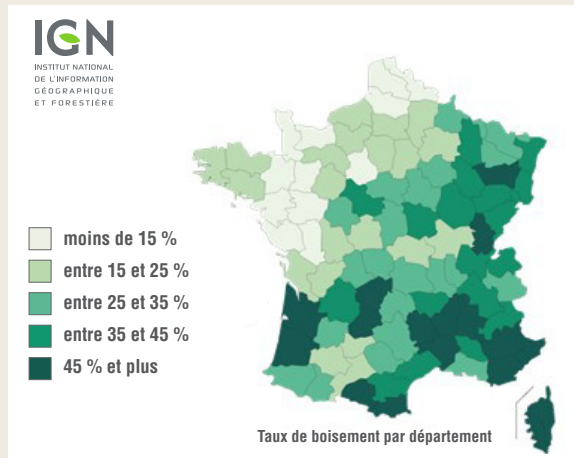 IGN
INSTITUT NATIONAL
DE L'INFORMATION
GÉOGRAPHIQUE
ET FORESTIÈRE
moins de 15 %
entre 15 et 25 %
entre 25 et 35 %
entre 35 et 45 %
45 % et plus
Taux de boisement par département